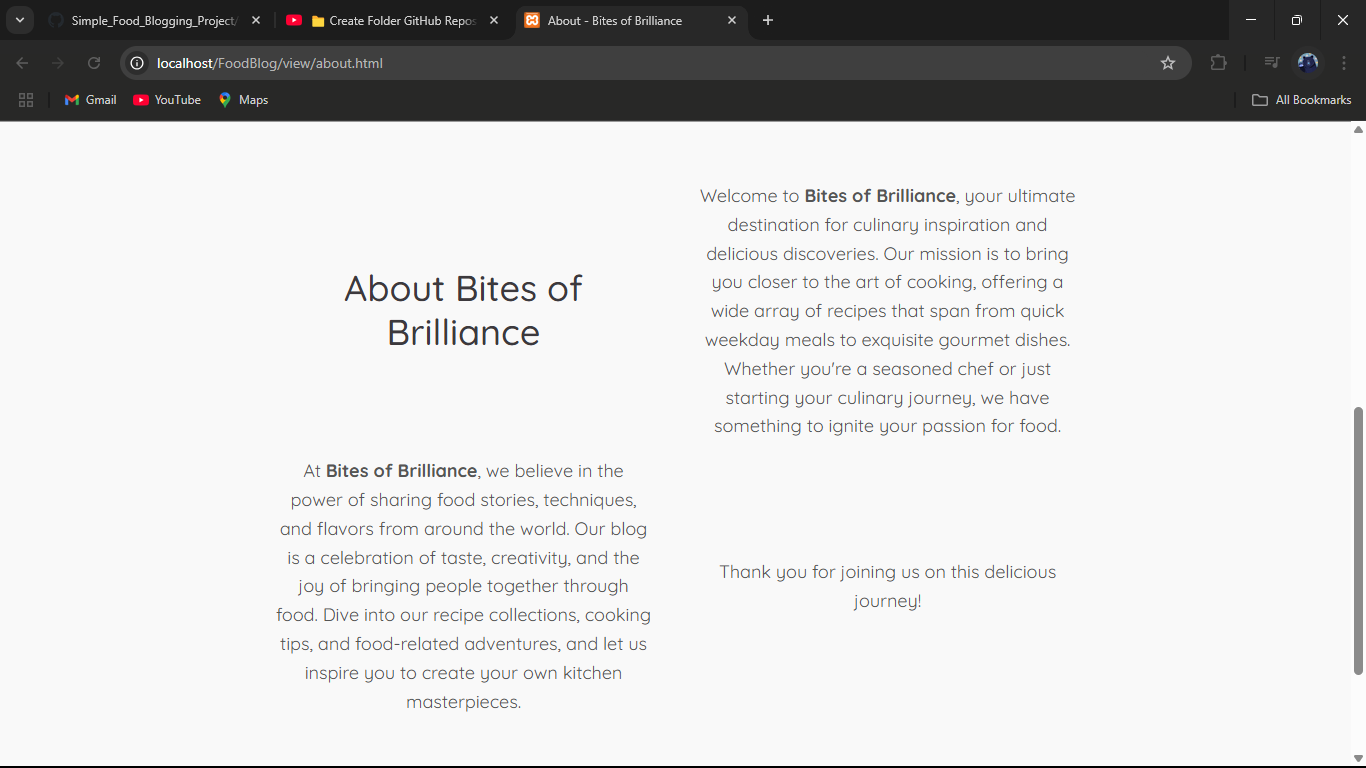 Simple_Food_Blogging_Project/
Create Folder GitHub Repos
About - Bites of Brilliance
localhost/FoodBlog/view/about.html
Gmail
YouTube
Maps
All Bookmarks
About Bites of
Brilliance
Welcome to Bites of Brilliance, your ultimate
destination for culinary inspiration and
delicious discoveries. Our mission is to bring
you closer to the art of cooking, offering a
wide array of recipes that span from quick
weekday meals to exquisite gourmet dishes.
Whether you're a seasoned chef or just
starting your culinary journey, we have
something to ignite your passion for food.
At Bites of Brilliance, we believe in the
power of sharing food stories, techniques,
and flavors from around the world. Our blog
is a celebration of taste, creativity, and the
joy of bringing people together through
food. Dive into our recipe collections, cooking
tips, and food-related adventures, and let us
inspire you to create your own kitchen
masterpieces.
Thank you for joining us on this delicious
journey!